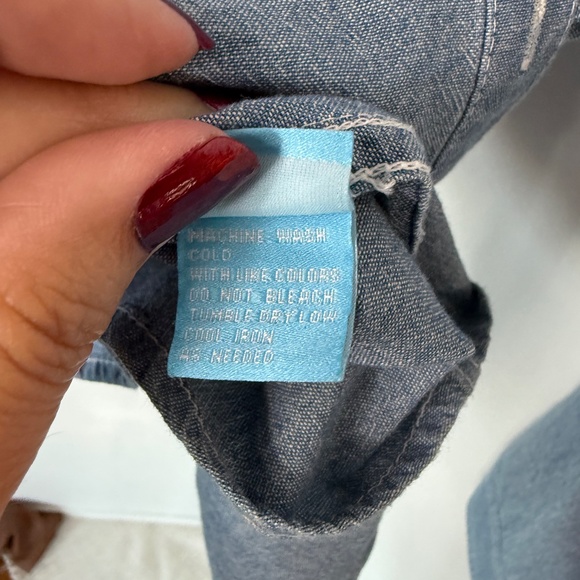 MACHINE WASH
COLD
WITH LIKE COLORS
DO NOT BLEACH
TUMBLE DRY LOW
COOL IRON
AS NEEDED